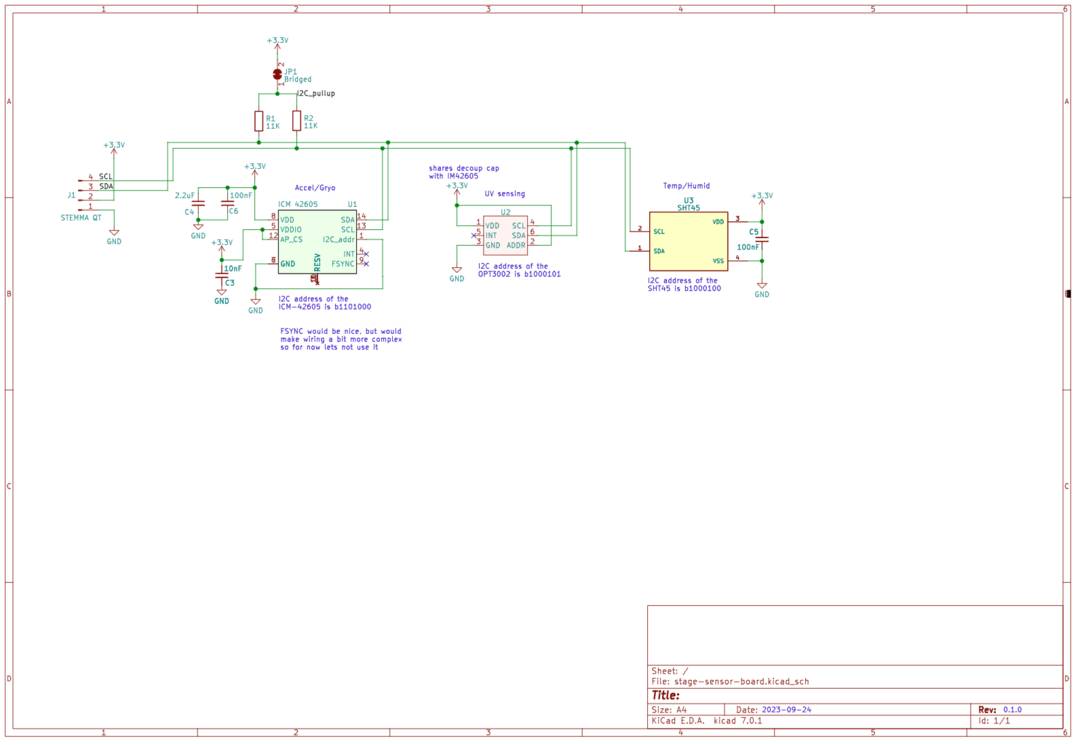 1 2 3 4 5 6
+3.3V
JP1
Bridged
2
1
I2C_pullup
A A
R1 R2
11K 11K
+3.3V
shares decoup cap
with IM42605
+3.3V
4 SCL
J1 3 SDA
2
1
STEMMA QT
GND
+3.3V
2.2uF 100nF
C4 C6
GND
+3.3V
10nF
C3
GND
Accel/Gryo
ICM 42605 U1
8 VDD SDA 14
5 VDDIO SCL 13
12 AP_CS I2C_addr 1
INT 4
8 GND FSYNC 9
RESV
GND
I2C address of the
ICM-42605 is b1101000
FSYNC would be nice, but would
make wiring a bit more complex
so for now lets not use it
UV sensing
U2
1 VDD SCL 4
5 INT SDA 6
3 GND ADDR 2
GND
I2C address of the
OPT3002 is b1000101
Temp/Humid
U3
SHT45
+3.3V
VDD 3
2 SCL
C5
100nF
1 SDA
VSS 4
I2C address of the
SHT45 is b1000100
GND
B B
C C
D D
Sheet: /
File: stage-sensor-board.kicad_sch
Title:
Size: A4 Date: 2023-09-24 Rev: 0.1.0
KiCad E.D.A. kicad 7.0.1 Id: 1/1
1 2 3 4 5 6